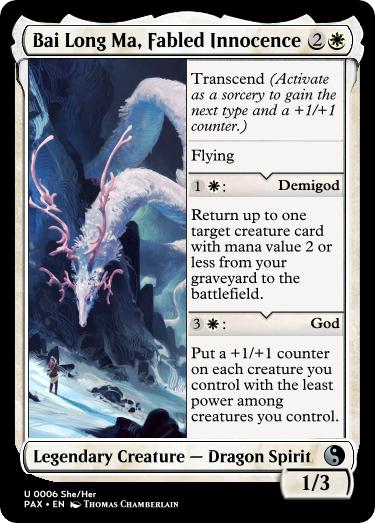 Bai Long Ma, Fabled Innocence 2
Transcend (Activate
as a sorcery to gain the
next type and a +1/+1
counter.)
Flying
1 : Demigod
Return up to one
target creature card
with mana value 2 or
less from your
graveyard to the
battlefield.
3 : God
Put a +1/+1 counter
on each creature you
control with the least
power among
creatures you control.
Legendary Creature — Dragon Spirit
1/3
U 0006 She/Her
PAX • EN Thomas Chamberlain